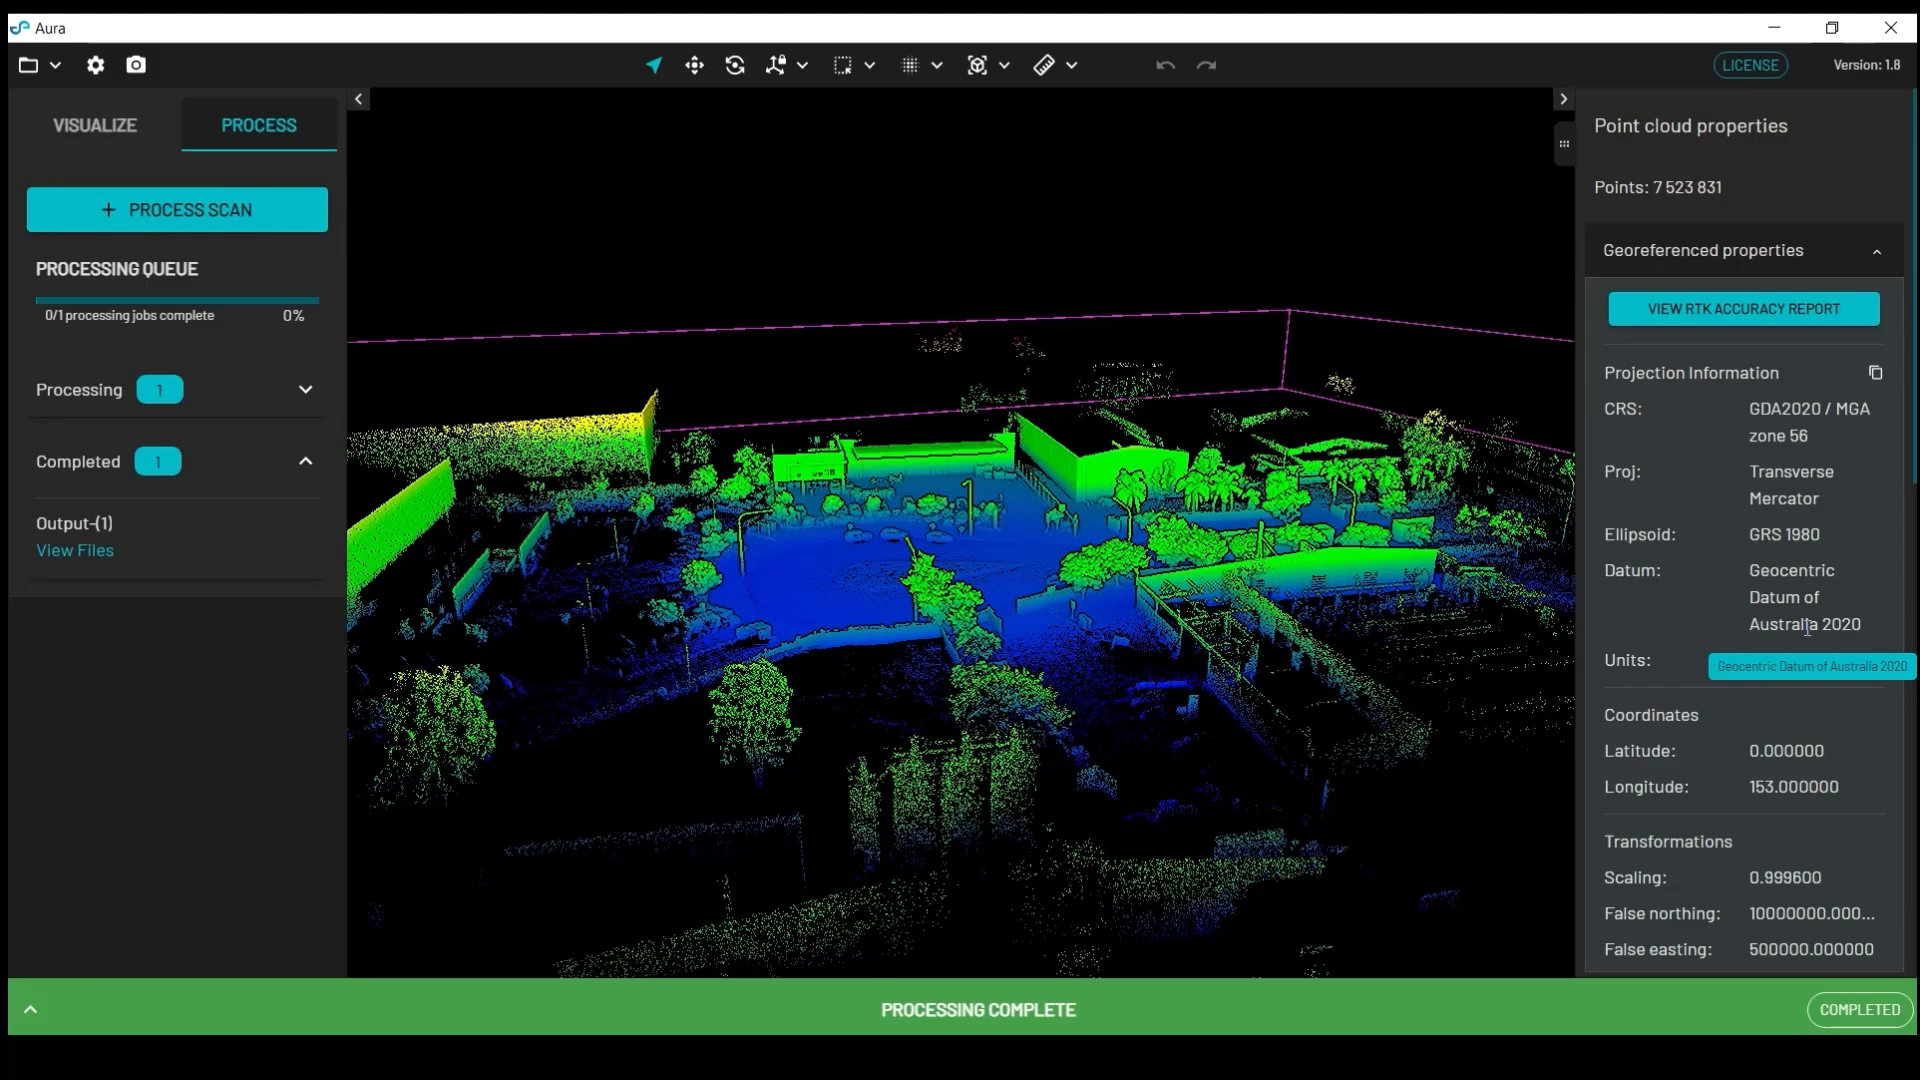 Aura
LICENSE
Version: 1.8
VISUALIZE
PROCESS
+ PROCESS SCAN
PROCESSING QUEUE
0/1 processing jobs complete 0%
Processing 1
Completed 1
Output-(1)
View Files
Point cloud properties
Points: 7 523 831
Georeferenced properties
VIEW RTK ACCURACY REPORT
Projection Information
CRS: GDA2020 / MGA
zone 56
Proj: Transverse
Mercator
Ellipsoid: GRS 1980
Datum: Geocentric
Datum of
Australia 2020
Units:
Geocentric Datum of Australia 2020
Coordinates
Latitude: 0.000000
Longitude: 153.000000
Transformations
Scaling: 0.999600
False northing: 10000000.000...
False easting: 500000.000000
PROCESSING COMPLETE
COMPLETED